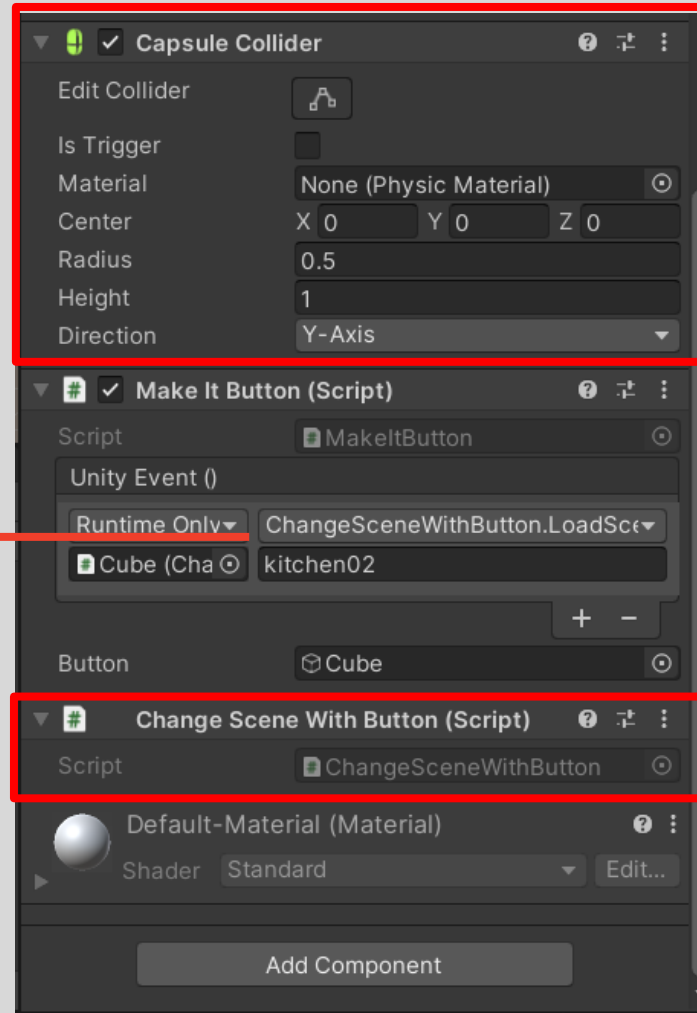 Capsule Collider
Edit Collider
Is Trigger
Material None (Physic Material)
Center X 0 Y 0 Z 0
Radius 0.5
Height 1
Direction Y-Axis
# Make It Button (Script)
Script # MakeItButton
Unity Event ()
Runtime Only ChangeSceneWithButton.LoadSce
# Cube (Cha kitchen02
+ −
Button Cube
# Change Scene With Button (Script)
Script # ChangeSceneWithButton
Default-Material (Material)
Shader Standard Edit...
Add Component